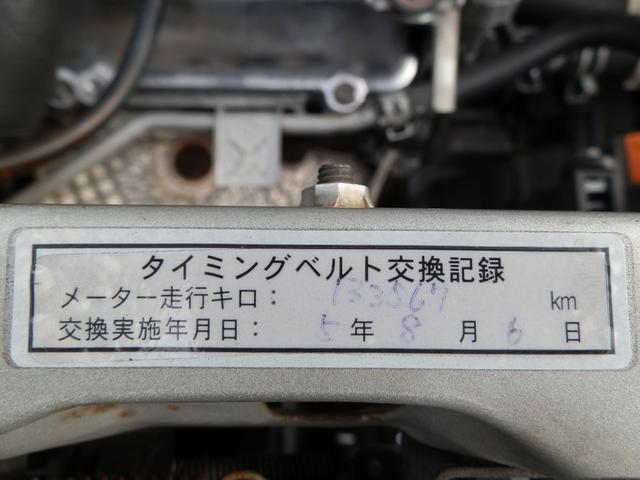 タイミングベルト交換記録
メーター走行キロ： 133567 km
交換実施年月日： 5年 8月 6日